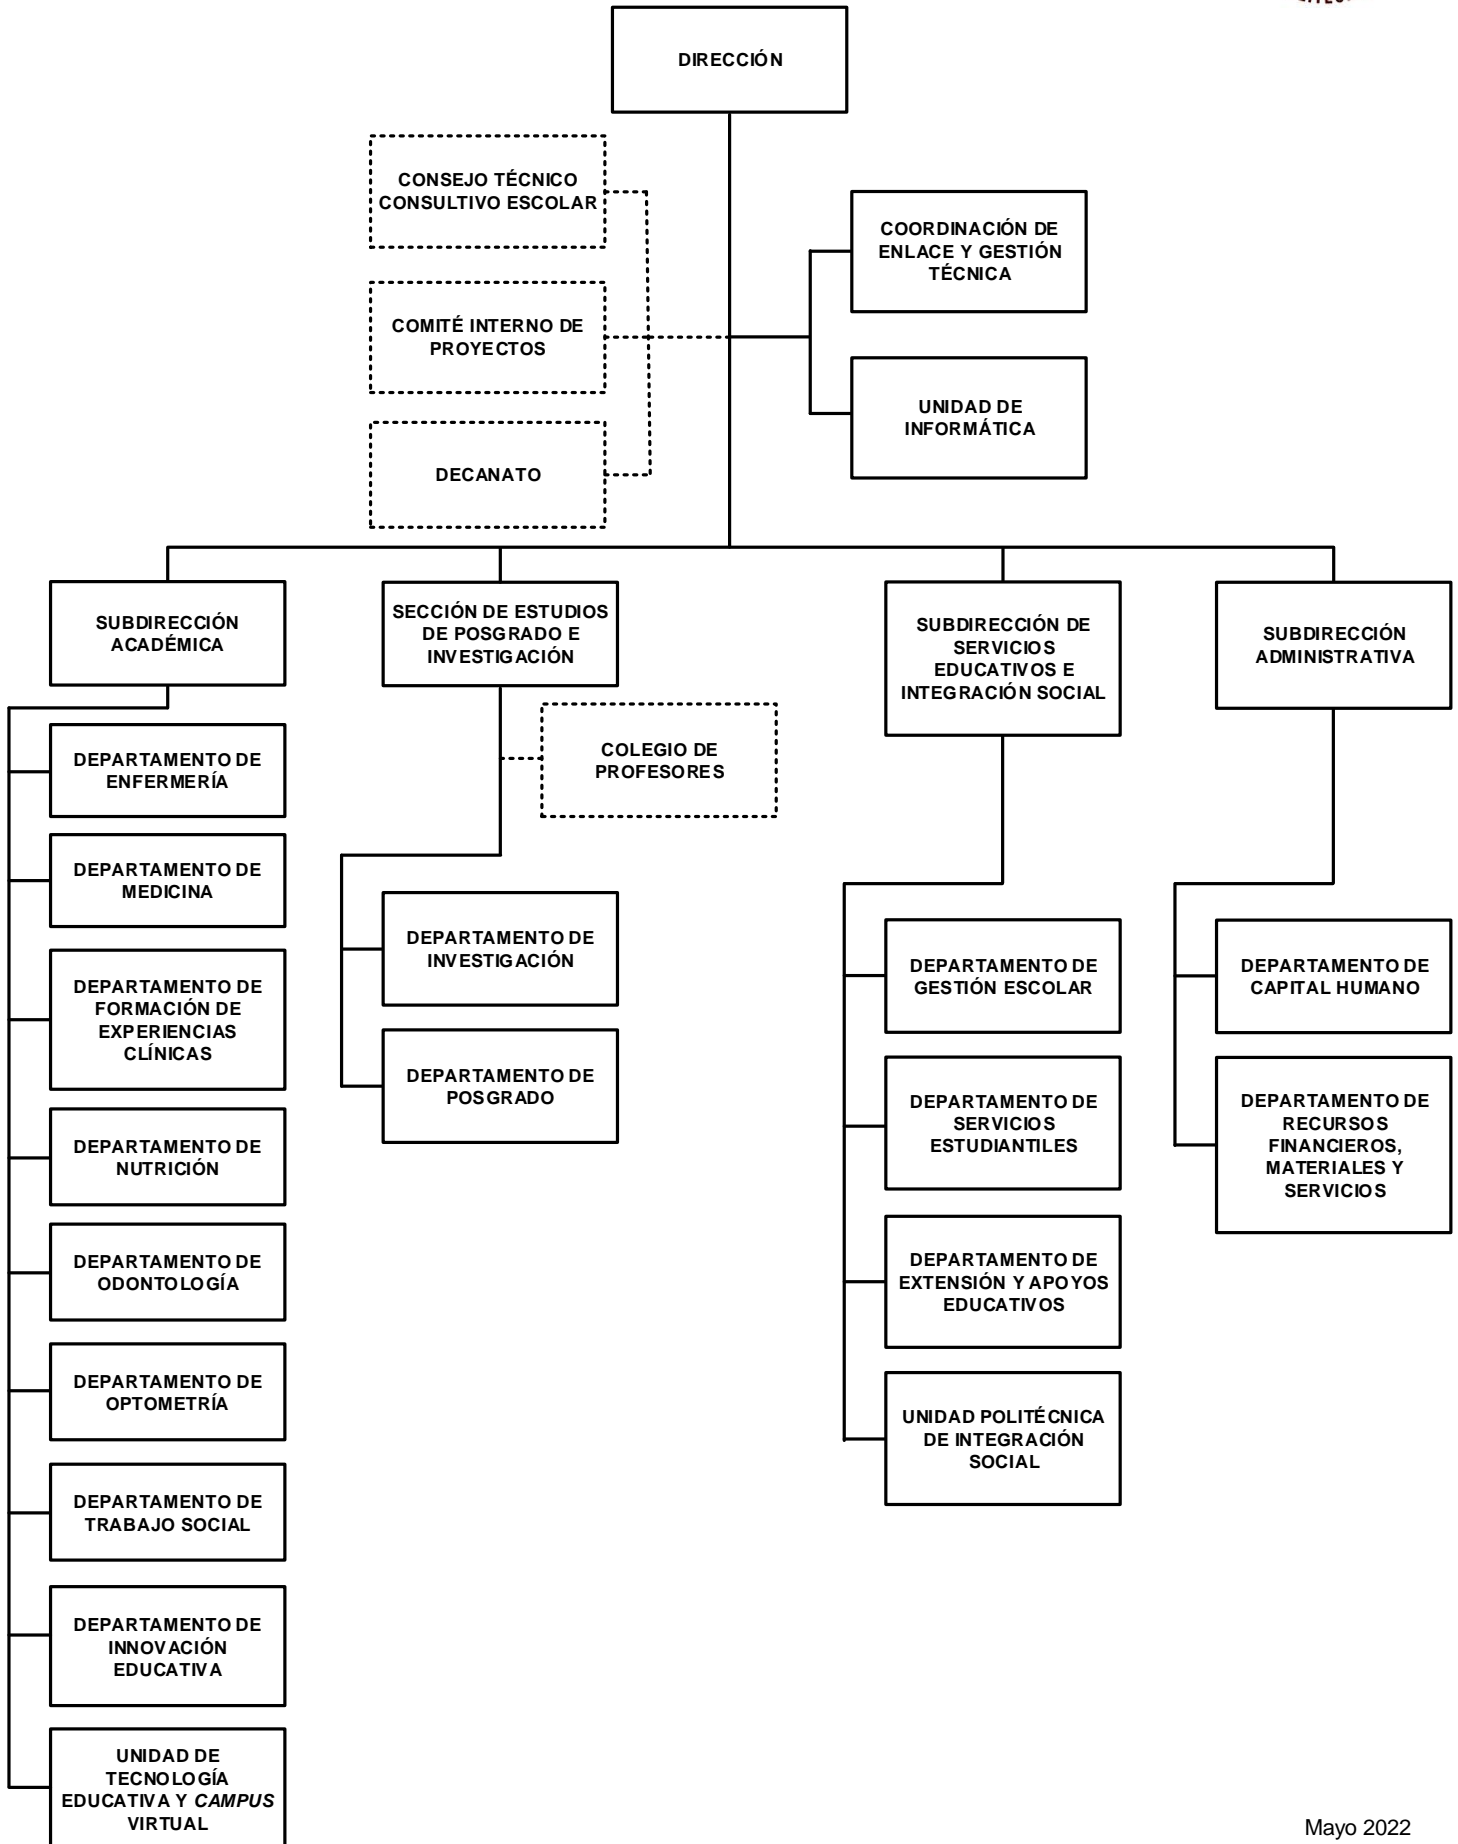 DIRECCIÓN
CONSEJO TÉCNICO
CONSULTIVO ESCOLAR
COORDINACIÓN DE
ENLACE Y GESTIÓN
TÉCNICA
COMITÉ INTERNO DE
PROYECTOS
UNIDAD DE
INFORMÁTICA
DECANATO
SUBDIRECCIÓN
ACADÉMICA
SECCIÓN DE ESTUDIOS
DE POSGRADO E
INVESTIGACIÓN
SUBDIRECCIÓN DE
SERVICIOS
EDUCATIVOS E
INTEGRACIÓN SOCIAL
SUBDIRECCIÓN
ADMINISTRATIVA
DEPARTAMENTO DE
ENFERMERÍA
DEPARTAMENTO DE
MEDICINA
DEPARTAMENTO DE
FORMACIÓN DE
EXPERIENCIAS
CLÍNICAS
DEPARTAMENTO DE
NUTRICIÓN
DEPARTAMENTO DE
ODONTOLOGÍA
DEPARTAMENTO DE
OPTOMETRÍA
DEPARTAMENTO DE
TRABAJO SOCIAL
DEPARTAMENTO DE
INNOVACIÓN
EDUCATIVA
UNIDAD DE
TECNOLOGÍA
EDUCATIVA Y CAMPUS
VIRTUAL
COLEGIO DE
PROFESORES
DEPARTAMENTO DE
INVESTIGACIÓN
DEPARTAMENTO DE
POSGRADO
DEPARTAMENTO DE
GESTIÓN ESCOLAR
DEPARTAMENTO DE
SERVICIOS
ESTUDIANTILES
DEPARTAMENTO DE
EXTENSIÓN Y APOYOS
EDUCATIVOS
UNIDAD POLITÉCNICA
DE INTEGRACIÓN
SOCIAL
DEPARTAMENTO DE
CAPITAL HUMANO
DEPARTAMENTO DE
RECURSOS
FINANCIEROS,
MATERIALES Y
SERVICIOS
Mayo 2022